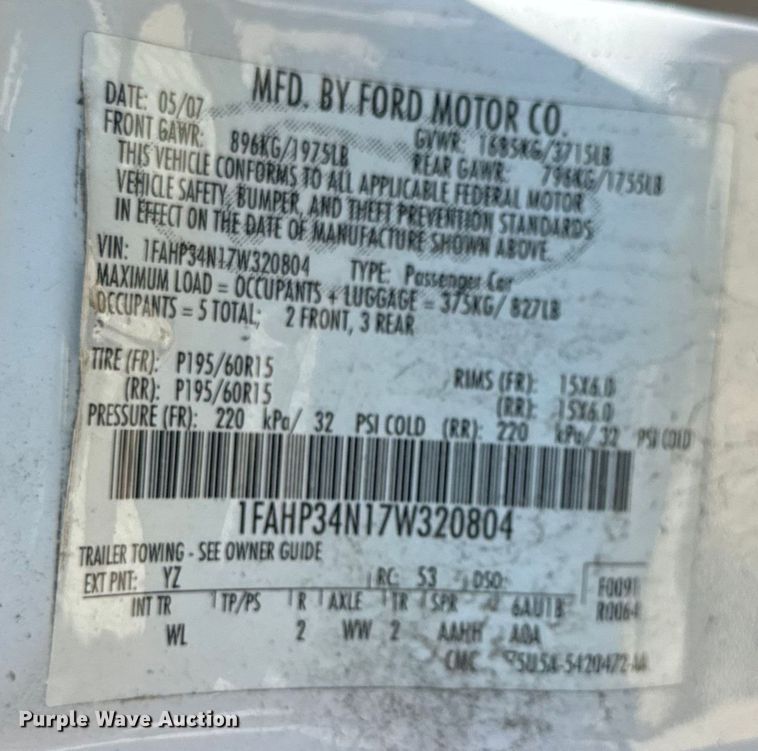 MFD. BY FORD MOTOR CO.
DATE: 05/07 GVWR: 1685KG/3715LB
FRONT GAWR: 896KG/1975LB REAR GAWR: 796KG/1755LB
THIS VEHICLE CONFORMS TO ALL APPLICABLE FEDERAL MOTOR
VEHICLE SAFETY, BUMPER, AND THEFT PREVENTION STANDARDS
IN EFFECT ON THE DATE OF MANUFACTURE SHOWN ABOVE.
VIN: 1FAHP34N17W320804 TYPE: Passenger Car
MAXIMUM LOAD = OCCUPANTS + LUGGAGE = 375KG/ 827LB
OCCUPANTS = 5 TOTAL; 2 FRONT, 3 REAR
TIRE (FR): P195/60R15 RIMS (FR): 15X6.0
(RR): P195/60R15 (RR): 15X6.0
PRESSURE (FR): 220 kPa/ 32 PSI COLD (RR): 220 kPa/ 32 PSI COLD
1FAHP34N17W320804
TRAILER TOWING - SEE OWNER GUIDE
EXT PNT: YZ RC: 53 DSO: F0091
INT TR TP/PS R AXLE TR SPR 6AU1B R0064
WL 2 WW 2 AAHH AOA
CMC 5U5A-5420472-AA
Purple Wave Auction